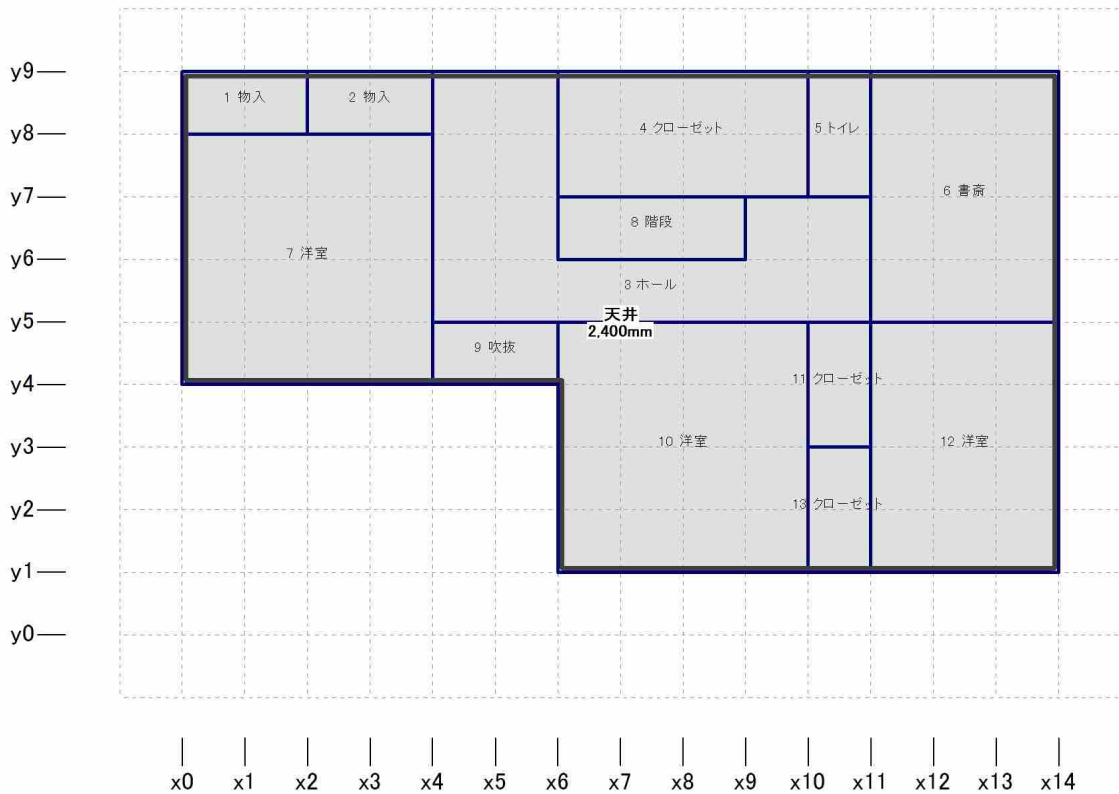 y9
1 物入
2 物入
y8
4 クローゼット
5 トイレ
y7
6 書斎
8 階段
y6
7 洋室
3 ホール
y5
天井
2,400mm
9 吹抜
y4
11 クローゼット
y3
10 洋室
12 洋室
y2
13 クローゼット
y1
y0
x0 x1 x2 x3 x4 x5 x6 x7 x8 x9 x10 x11 x12 x13 x14